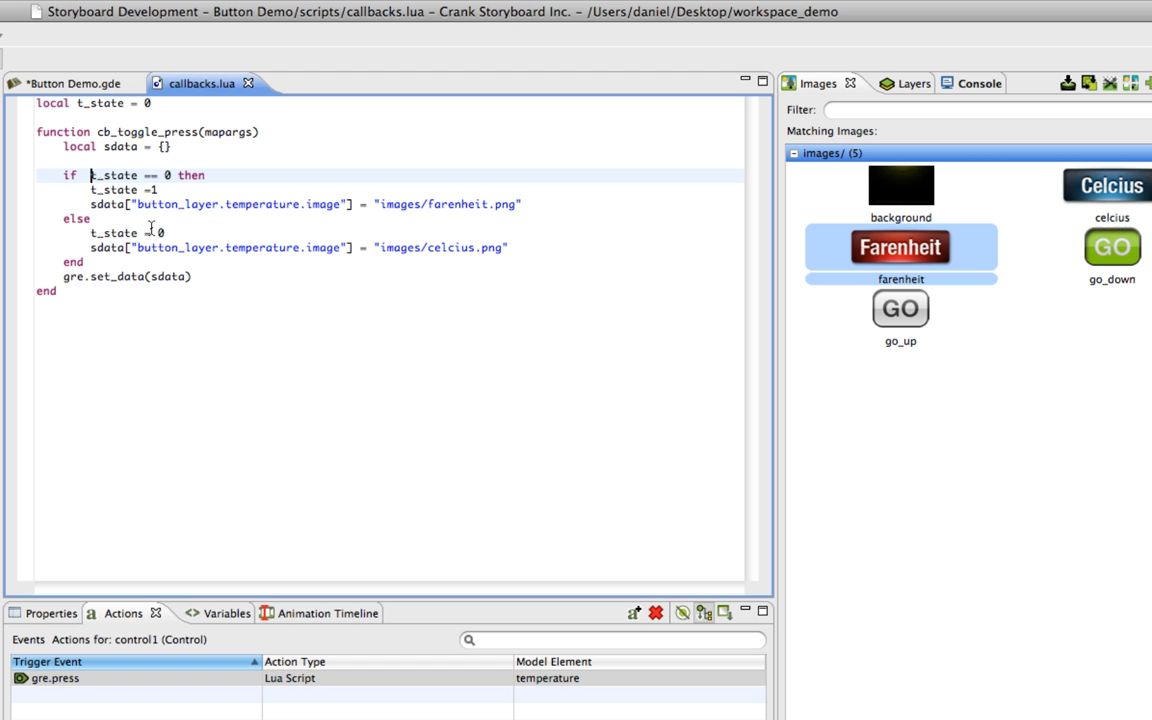 Storyboard Development – Button Demo/scripts/callbacks.lua – Crank Storyboard Inc. – /Users/daniel/Desktop/workspace_demo
*Button Demo.gde
callbacks.lua
local t_state = 0
function cb_toggle_press(mapargs)
local sdata = {}
if t_state == 0 then
t_state =1
sdata["button_layer.temperature.image"] = "images/farenheit.png"
else
t_state =0
sdata["button_layer.temperature.image"] = "images/celcius.png"
end
gre.set_data(sdata)
end
Images
Layers
Console
Filter:
Matching Images:
images/ (5)
background
Celcius
celcius
Farenheit
farenheit
GO
go_down
GO
go_up
Properties
Actions
Variables
Animation Timeline
Events Actions for: control1 (Control)
Trigger Event Action Type Model Element
gre.press Lua Script temperature